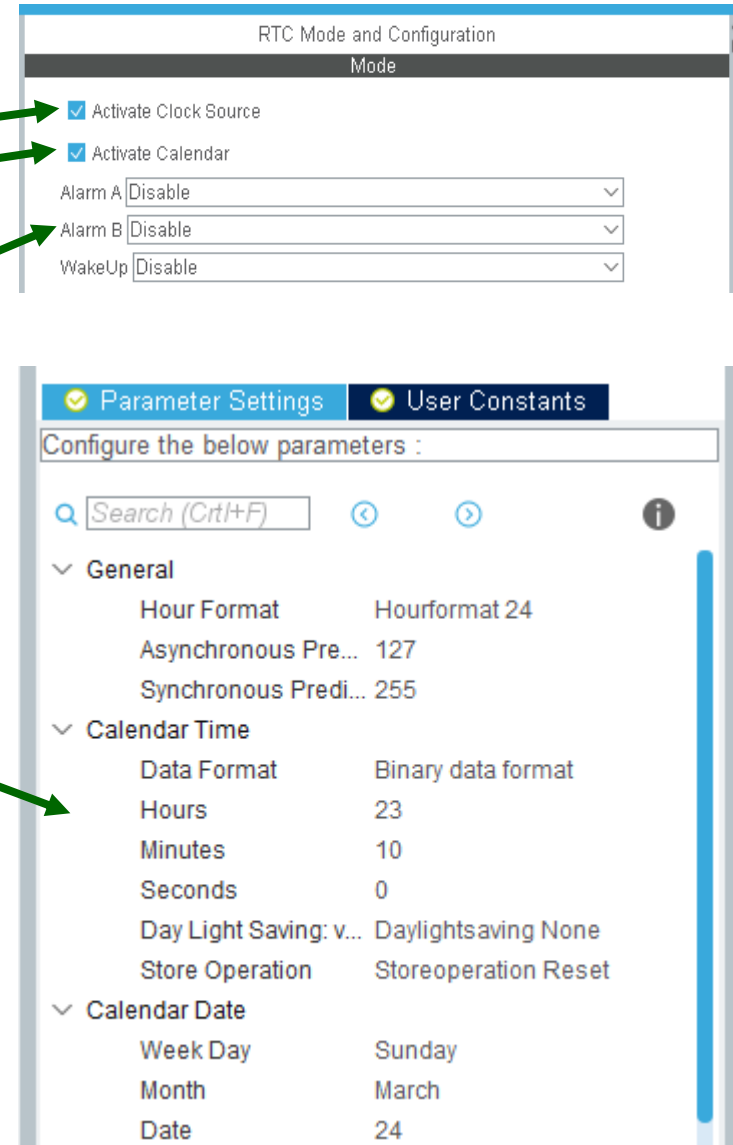 RTC Mode and Configuration
Mode
Activate Clock Source
Activate Calendar
Alarm A Disable
Alarm B Disable
WakeUp Disable
Parameter Settings User Constants
Configure the below parameters :
Search (Crtl+F)
General
Hour Format Hourformat 24
Asynchronous Pre... 127
Synchronous Predi... 255
Calendar Time
Data Format Binary data format
Hours 23
Minutes 10
Seconds 0
Day Light Saving: v... Daylightsaving None
Store Operation Storeoperation Reset
Calendar Date
Week Day Sunday
Month March
Date 24